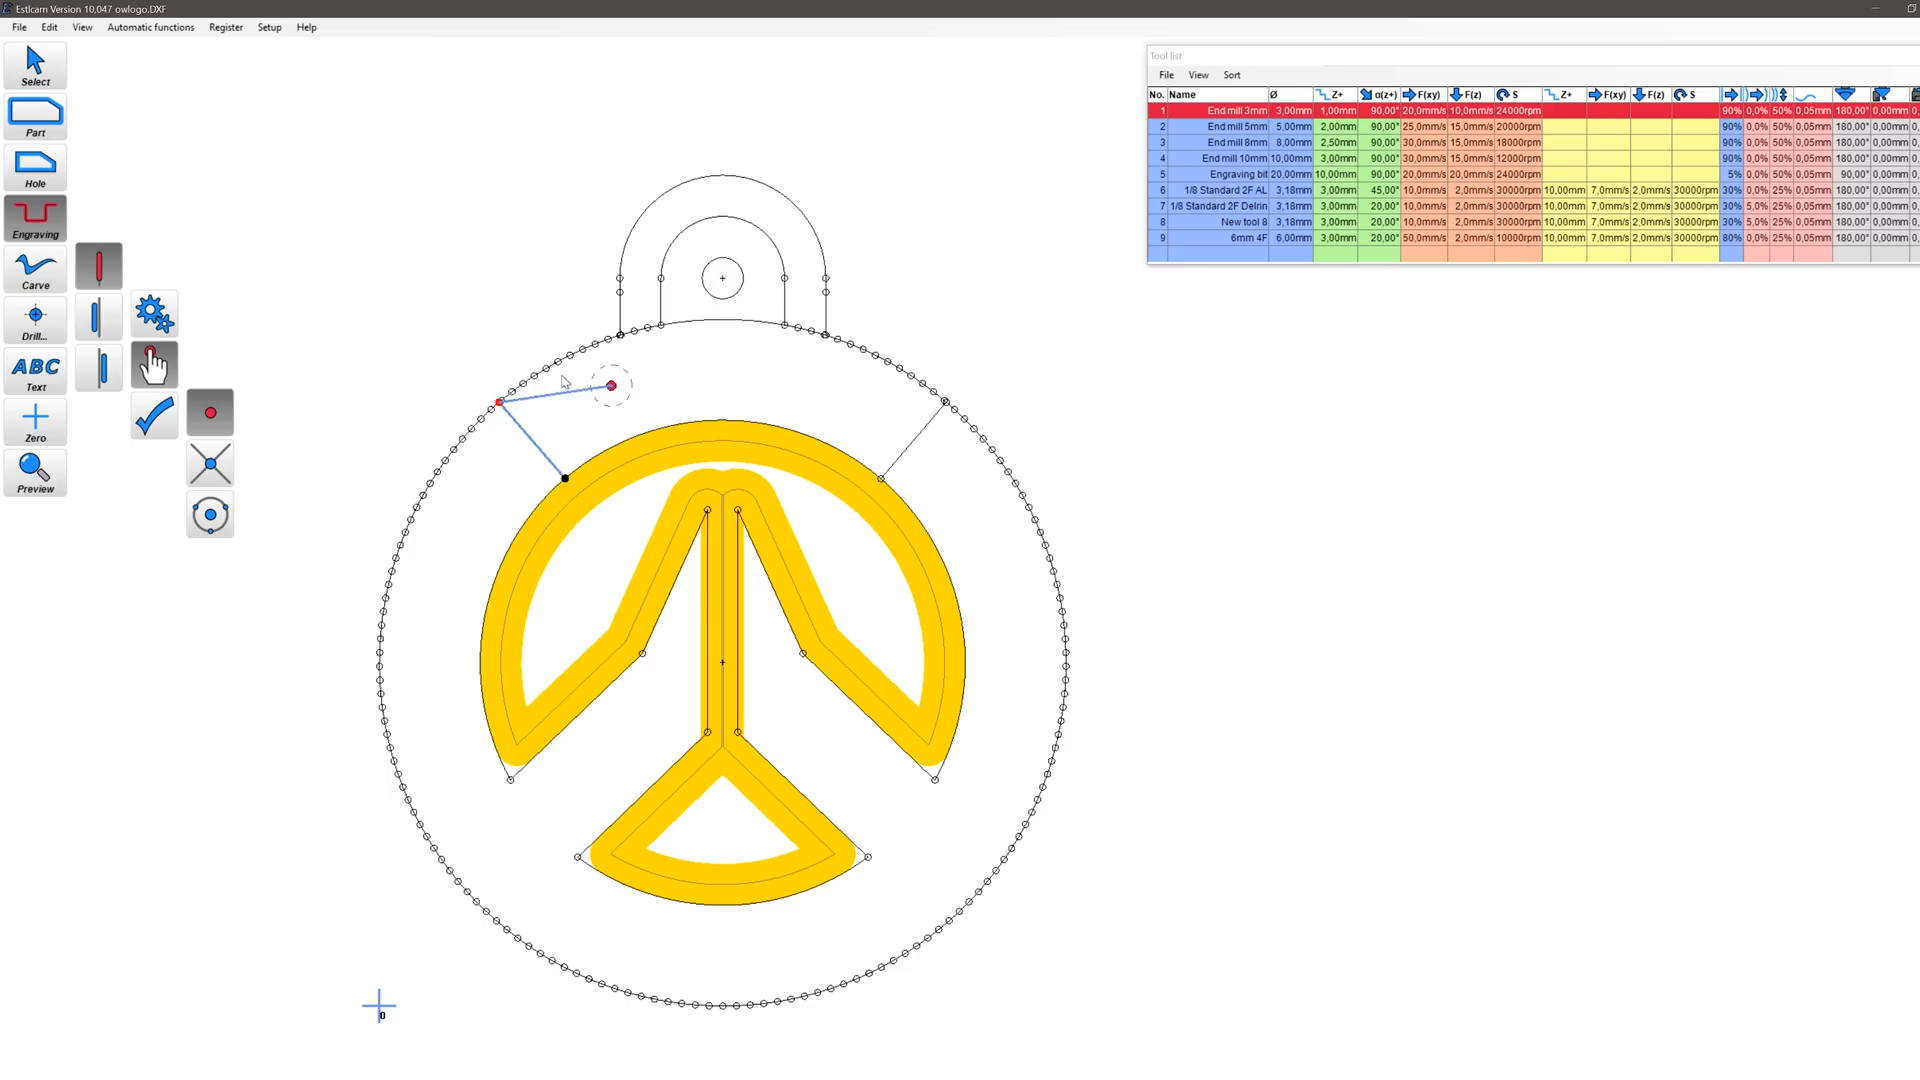 Estlcam Version 10,047 owlogo.DXF
File Edit View Automatic functions Register Setup Help
Select
Part
Hole
Engraving
Carve
Drill...
ABC
Text
Zero
Preview
0
Tool list
File View Sort
No. Name Ø Z+ α(z+) F(xy) F(z) S Z+ F(xy) F(z) S
1 End mill 3mm 3,00mm 1,00mm 90,00° 20,0mm/s 10,0mm/s 24000rpm 90% 0,0% 50% 0,05mm 180,00° 0,00mm 0,
2 End mill 5mm 5,00mm 2,00mm 90,00° 25,0mm/s 15,0mm/s 20000rpm 90% 0,0% 50% 0,05mm 180,00° 0,00mm 0,
3 End mill 8mm 8,00mm 2,50mm 90,00° 30,0mm/s 15,0mm/s 18000rpm 90% 0,0% 50% 0,05mm 180,00° 0,00mm 0,
4 End mill 10mm 10,00mm 3,00mm 90,00° 30,0mm/s 15,0mm/s 12000rpm 90% 0,0% 50% 0,05mm 180,00° 0,00mm 0,
5 Engraving bit 20,00mm 10,00mm 90,00° 20,0mm/s 20,0mm/s 24000rpm 5% 0,0% 50% 0,05mm 90,00° 0,00mm 0,
6 1/8 Standard 2F AL 3,18mm 3,00mm 45,00° 10,0mm/s 2,0mm/s 30000rpm 10,00mm 7,0mm/s 2,0mm/s 30000rpm 30% 0,0% 25% 0,05mm 180,00° 0,00mm 0,
7 1/8 Standard 2F Delrin 3,18mm 3,00mm 20,00° 10,0mm/s 2,0mm/s 30000rpm 10,00mm 7,0mm/s 2,0mm/s 30000rpm 30% 5,0% 25% 0,05mm 180,00° 0,00mm 0,
8 New tool 8 3,18mm 3,00mm 20,00° 10,0mm/s 2,0mm/s 30000rpm 10,00mm 7,0mm/s 2,0mm/s 30000rpm 30% 5,0% 25% 0,05mm 180,00° 0,00mm 0,
9 6mm 4F 6,00mm 3,00mm 20,00° 50,0mm/s 2,0mm/s 10000rpm 10,00mm 7,0mm/s 2,0mm/s 30000rpm 80% 0,0% 25% 0,05mm 180,00° 0,00mm 0,